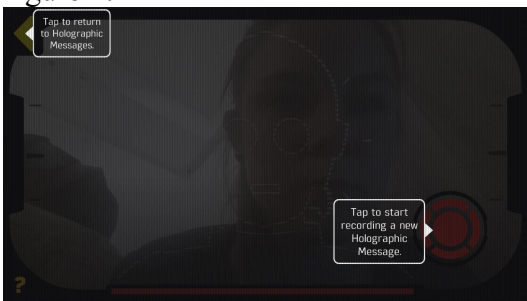 Tap to return
to Holographic
Messages.
Tap to start
recording a new
Holographic
Message.
?